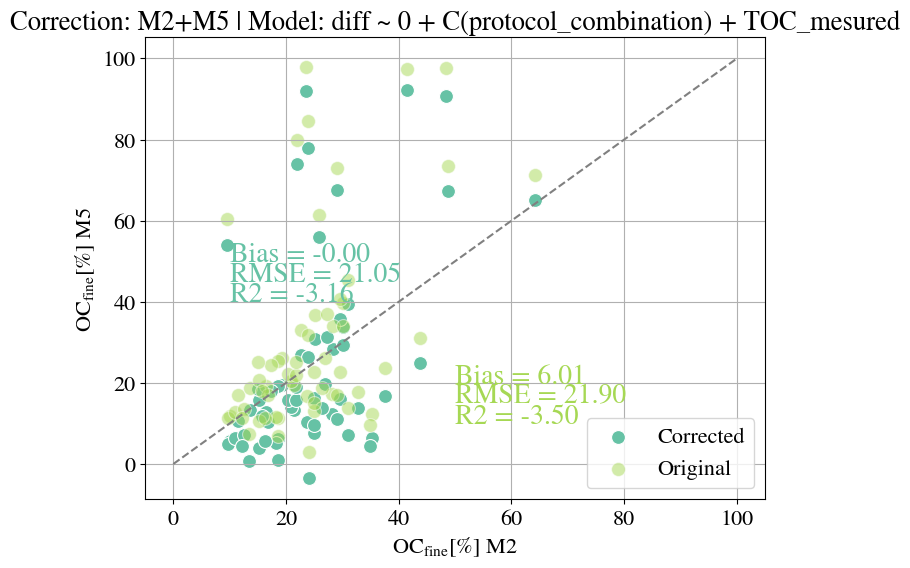 Correction: M2+M5 | Model: diff ~ 0 + C(protocol_combination) + TOC_mesured
100
80
60
40
20
0
OC_fine[%] M5
Bias = -0.00
RMSE = 21.05
R2 = -3.16
Bias = 6.01
RMSE = 21.90
R2 = -3.50
Corrected
Original
0 20 40 60 80 100
OC_fine[%] M2